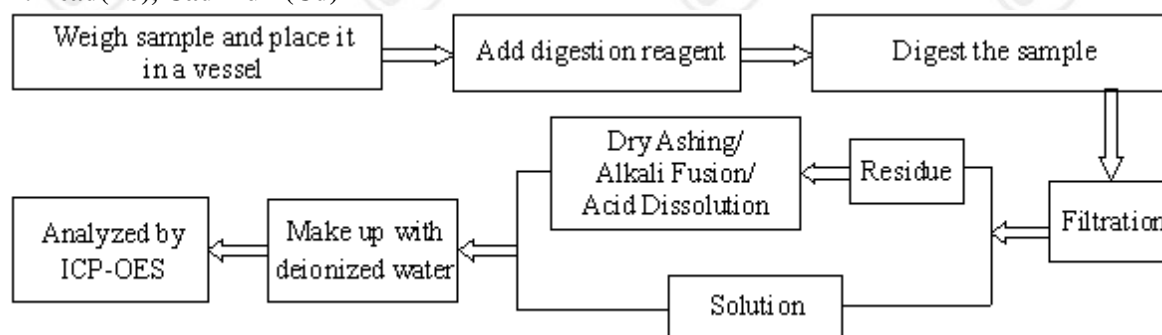 Weigh sample and place it
in a vessel
Add digestion reagent
Digest the sample
Dry Ashing/
Alkali Fusion/
Acid Dissolution
Residue
Filtration
Analyzed by
ICP-OES
Make up with
deionized water
Solution